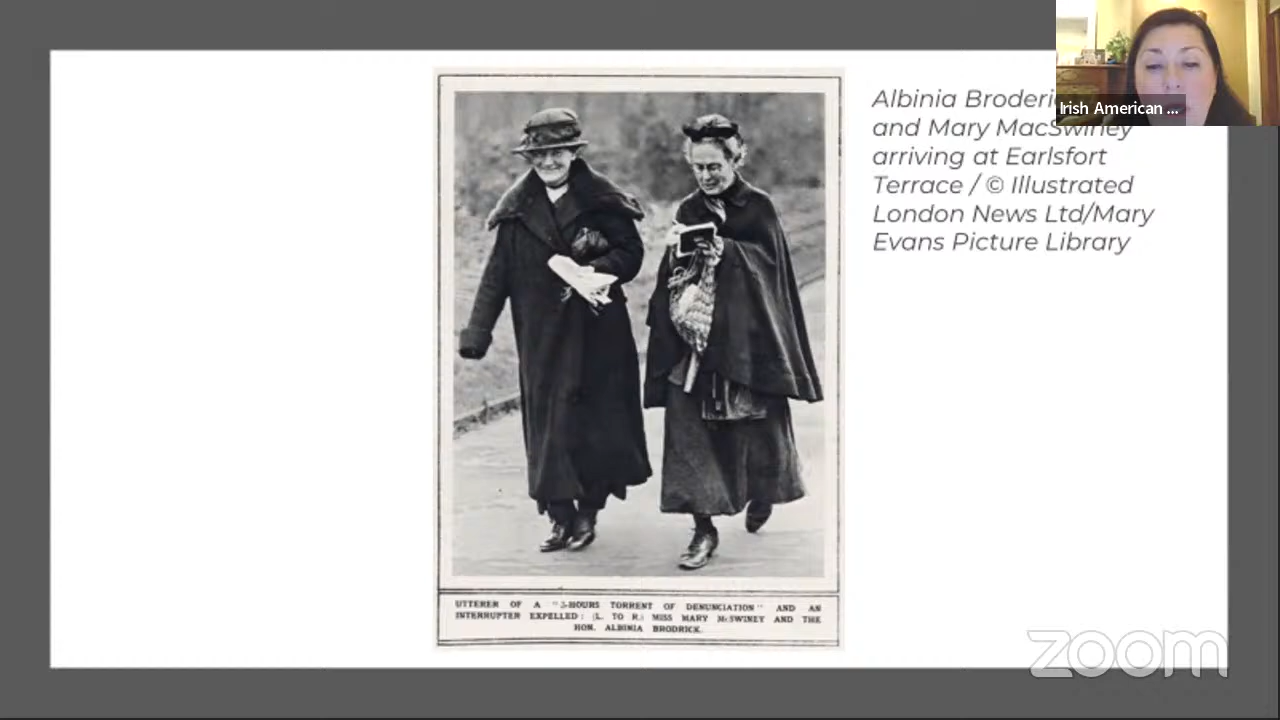 Albinia Broderi
and Mary MacSwiney
arriving at Earlsfort
Terrace / © Illustrated
London News Ltd/Mary
Evans Picture Library
Irish American ...
UTTERER OF A "3-HOURS TORRENT OF DENUNCIATION" AND AN
INTERRUPTER EXPELLED: (L. TO R.) MISS MARY McSWINEY AND THE
HON. ALBINIA BRODRICK.
zoom